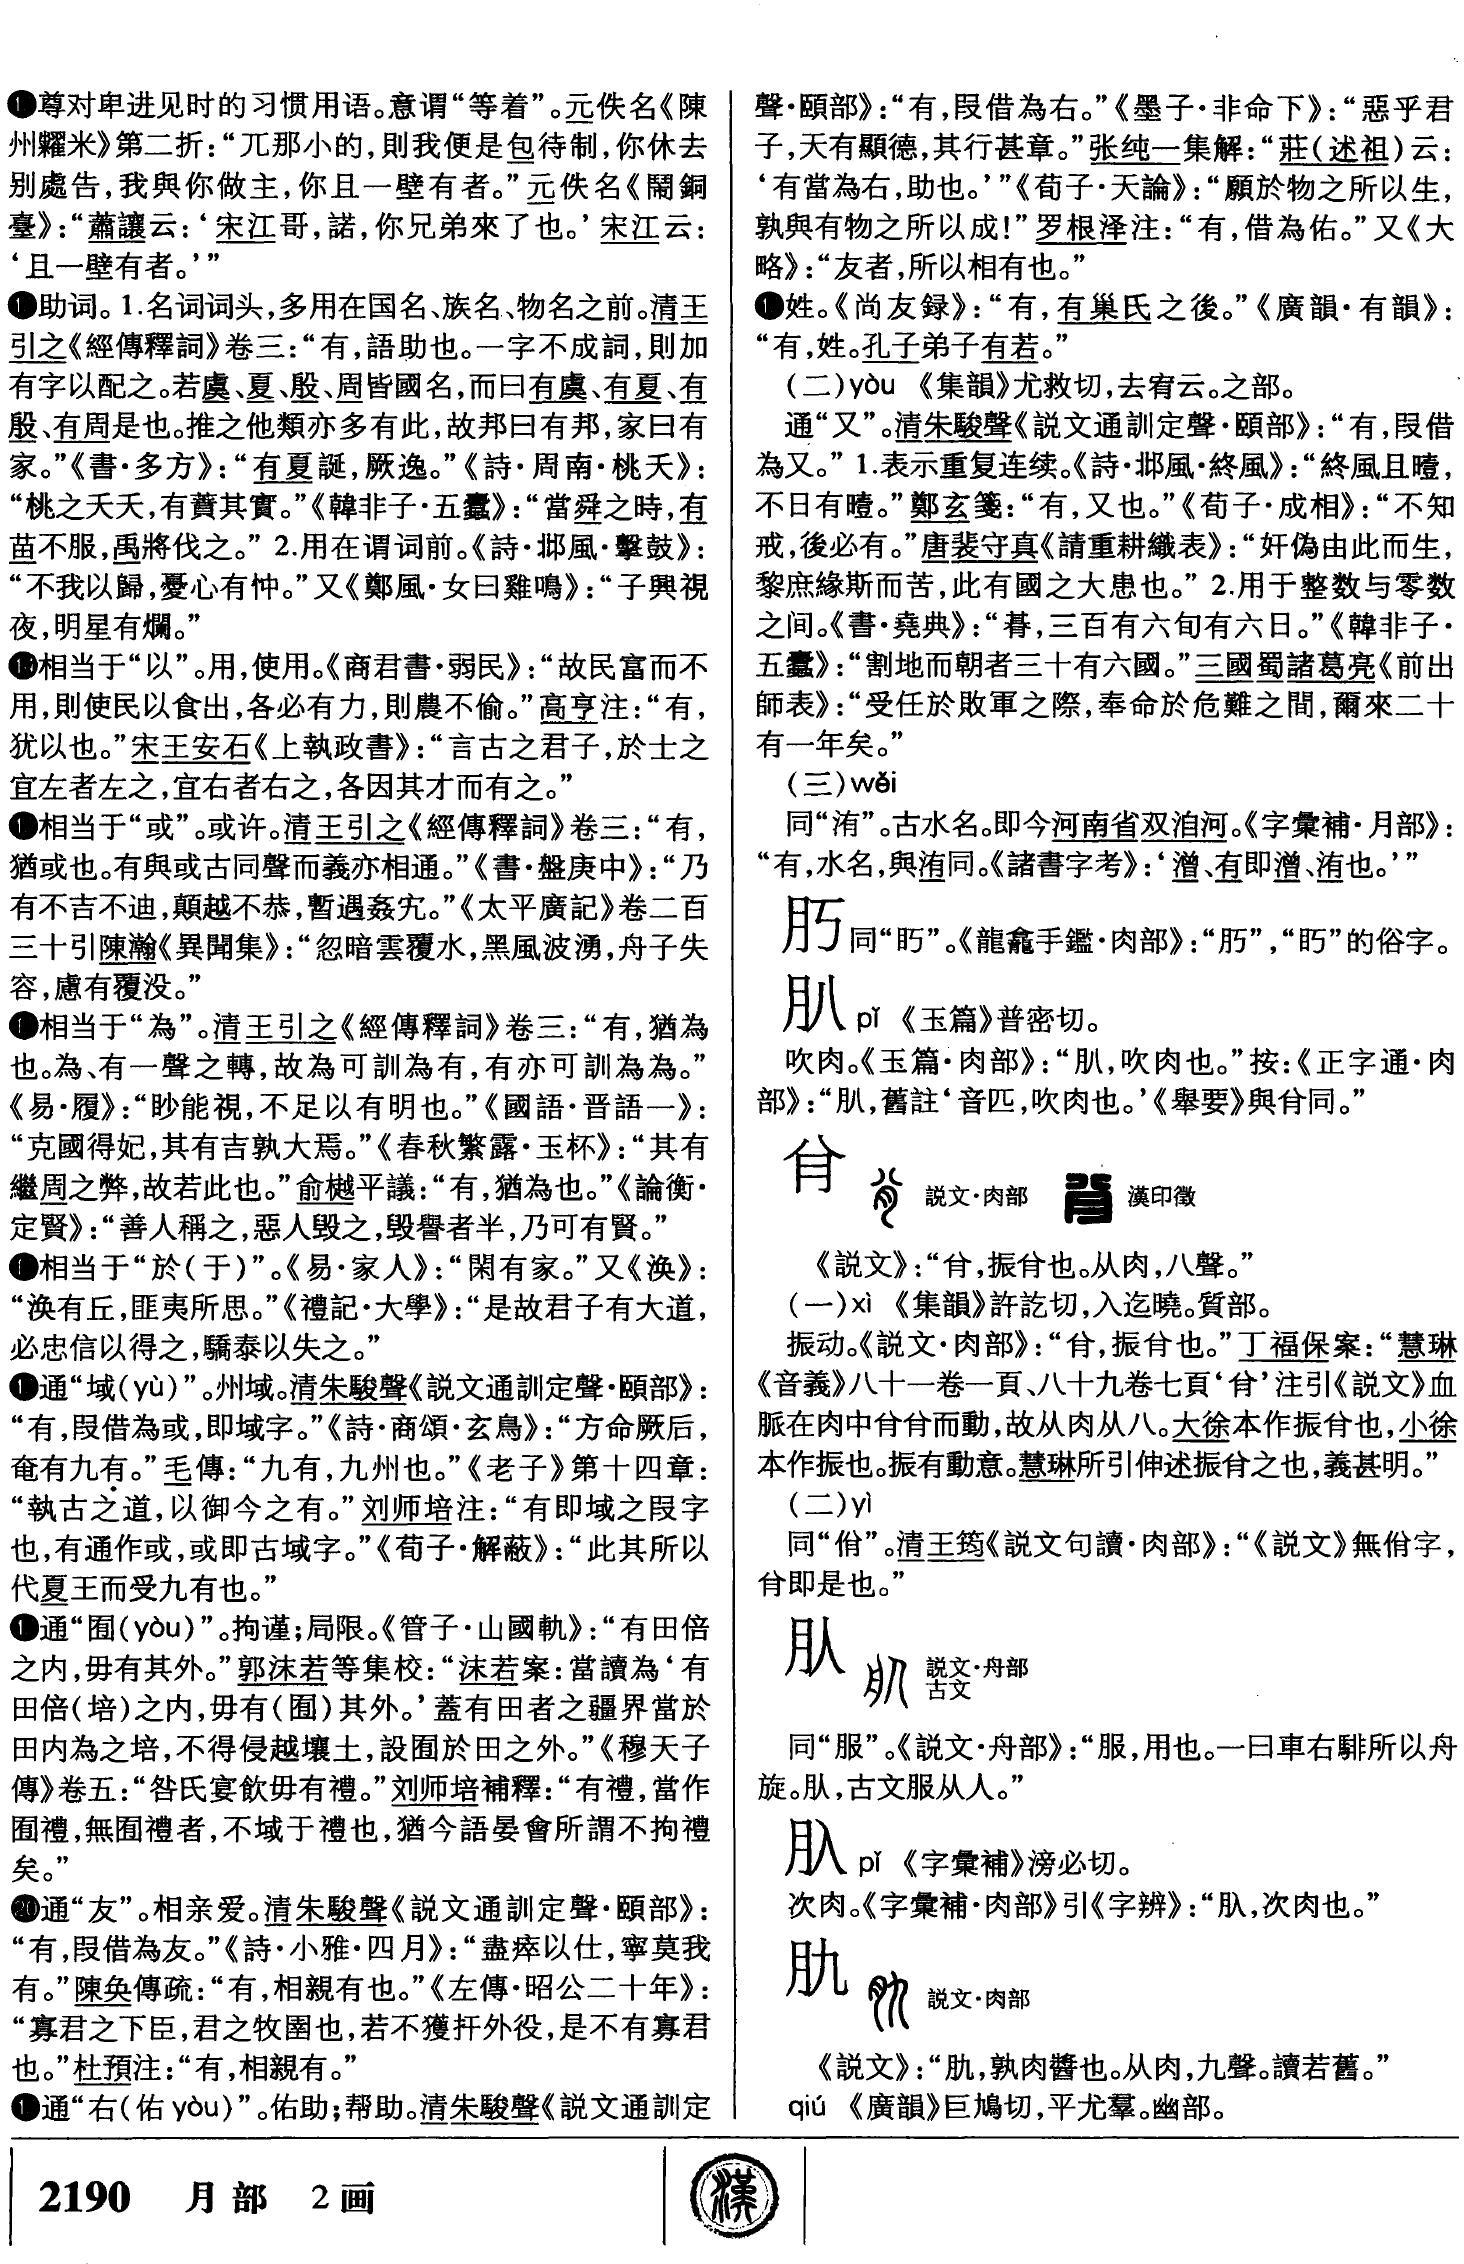 ❶尊对卑进见时的习惯用语。意谓“等着”。元佚名《陳
州糶米》第二折：“兀那小的，則我便是包待制，你休去
别處告，我與你做主，你且一壁有者。”元佚名《鬧銅
臺》：“蕭讓云：‘宋江哥，諾，你兄弟來了也。’宋江云：
‘且一壁有者。’”
❶助词。1.名词词头，多用在国名、族名、物名之前。清王
引之《經傳釋詞》卷三：“有，語助也。一字不成詞，則加
有字以配之。若虞、夏、殷、周皆國名，而曰有虞、有夏、有
殷、有周是也。推之他類亦多有此，故邦曰有邦，家曰有
家。”《書·多方》：“有夏誕，厥逸。”《詩·周南·桃夭》：
“桃之夭夭，有蕡其實。”《韓非子·五蠹》：“當舜之時，有
苗不服，禹將伐之。” 2.用在谓词前。《詩·邶風·擊鼓》：
“不我以歸，憂心有忡。”又《鄭風·女曰雞鳴》：“子興視
夜，明星有爛。”
❶相当于“以”。用，使用。《商君書·弱民》：“故民富而不
用，則使民以食出，各必有力，則農不偷。”高亨注：“有，
犹以也。”宋王安石《上執政書》：“言古之君子，於士之
宜左者左之，宜右者右之，各因其才而有之。”
❶相当于“或”。或许。清王引之《經傳釋詞》卷三：“有，
猶或也。有與或古同聲而義亦相通。”《書·盤庚中》：“乃
有不吉不迪，顛越不恭，暫遇姦宄。”《太平廣記》卷二百
三十引陳瀚《異聞集》：“忽暗雲覆水，黑風波湧，舟子失
容，慮有覆没。”
❶相当于“為”。清王引之《經傳釋詞》卷三：“有，猶為
也。為、有一聲之轉，故為可訓為有，有亦可訓為為。”
《易·履》：“眇能視，不足以有明也。”《國語·晋語一》：
“克國得妃，其有吉孰大焉。”《春秋繁露·玉杯》：“其有
繼周之弊，故若此也。”俞樾平議：“有，猶為也。”《論衡·
定賢》：“善人稱之，惡人毁之，毁譽者半，乃可有賢。”
❶相当于“於（于）”。《易·家人》：“閑有家。”又《涣》：
“涣有丘，匪夷所思。”《禮記·大學》：“是故君子有大道，
必忠信以得之，驕泰以失之。”
❶通“域（yù）”。州域。清朱駿聲《説文通訓定聲·頤部》：
“有，叚借為或，即域字。”《詩·商頌·玄鳥》：“方命厥后，
奄有九有。”毛傳：“九有，九州也。”《老子》第十四章：
“執古之道，以御今之有。”刘师培注：“有即域之叚字
也，有通作或，或即古域字。”《荀子·解蔽》：“此其所以
代夏王而受九有也。”
❶通“囿（yòu）”。拘谨；局限。《管子·山國軌》：“有田倍
之内，毋有其外。”郭沫若等集校：“沫若案：當讀為‘有
田倍（培）之内，毋有（囿）其外。’蓋有田者之疆界當於
田内為之培，不得侵越壤土，設囿於田之外。”《穆天子
傳》卷五：“咎氏宴飲毋有禮。”刘师培補釋：“有禮，當作
囿禮，無囿禮者，不域于禮也，猶今語晏會所謂不拘禮
矣。”
⓴通“友”。相亲爱。清朱駿聲《説文通訓定聲·頤部》：
“有，叚借為友。”《詩·小雅·四月》：“盡瘁以仕，寧莫我
有。”陳奂傳疏：“有，相親有也。”《左傳·昭公二十年》：
“寡君之下臣，君之牧圉也，若不獲扞外役，是不有寡君
也。”杜預注：“有，相親有。”
❶通“右（佑yòu）”。佑助；帮助。清朱駿聲《説文通訓定
聲·頤部》：“有，叚借為右。”《墨子·非命下》：“惡乎君
子，天有顯德，其行甚章。”张纯一集解：“莊（述祖）云：
‘有當為右，助也。’”《荀子·天論》：“願於物之所以生，
孰與有物之所以成！”罗根泽注：“有，借為佑。”又《大
略》：“友者，所以相有也。”
❶姓。《尚友録》：“有，有巢氏之後。”《廣韻·有韻》：
“有，姓。孔子弟子有若。”
（二）yòu 《集韻》尤救切，去宥云。之部。
通“又”。清朱駿聲《説文通訓定聲·頤部》：“有，叚借
為又。” 1.表示重复连续。《詩·邶風·終風》：“終風且曀，
不日有曀。”鄭玄箋：“有，又也。”《荀子·成相》：“不知
戒，後必有。”唐裴守真《請重耕織表》：“奸偽由此而生，
黎庶緣斯而苦，此有國之大患也。” 2.用于整数与零数
之间。《書·堯典》：“朞，三百有六旬有六日。”《韓非子·
五蠹》：“割地而朝者三十有六國。”三國蜀諸葛亮《前出
師表》：“受任於敗軍之際，奉命於危難之間，爾來二十
有一年矣。”
（三）wěi
同“洧”。古水名。即今河南省双洎河。《字彙補·月部》：
“有，水名，與洧同。《諸書字考》：‘潧、有即潧、洧也。’”
肟 同“眄”。《龍龕手鑑·肉部》：“肟”，“眄”的俗字。
肊 pǐ 《玉篇》普密切。
吹肉。《玉篇·肉部》：“肊，吹肉也。”按：《正字通·肉
部》：“肊，舊註‘音匹，吹肉也。’《舉要》與㕣同。”
肸 説文·肉部 漢印徵
《説文》：“㕣，振㕣也。从肉，八聲。”
（一）xì 《集韻》許訖切，入迄曉。質部。
振动。《説文·肉部》：“㕣，振㕣也。”丁福保案：“慧琳
《音義》八十一卷一頁、八十九卷七頁‘㕣’注引《説文》血
脈在肉中㕣㕣而動，故从肉从八。大徐本作振㕣也，小徐
本作振也。振有動意。慧琳所引伸述振㕣之也，義甚明。”
（二）yì
同“佾”。清王筠《説文句讀·肉部》：“《説文》無佾字，
㕣即是也。”
𦨈 説文·舟部
古文
同“服”。《説文·舟部》：“服，用也。一曰車右騑所以舟
旋。𦨈，古文服从人。”
肒 pǐ 《字彙補》滂必切。
次肉。《字彙補·肉部》引《字辨》：“肒，次肉也。”
肍 説文·肉部
《説文》：“肍，孰肉醬也。从肉，九聲。讀若舊。”
qiú 《廣韻》巨鳩切，平尤羣。幽部。
2190 月部 2画
漢